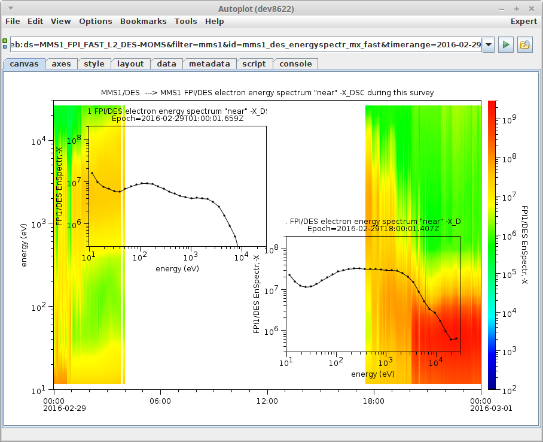 Autoplot (dev8622)
File Edit View Options Bookmarks Tools Help Expert
eb:ds=MMS1_FPI_FAST_L2_DES-MOMS&filter=mms1&id=mms1_des_energyspectr_mx_fast&timerange=2016-02-29
canvas axes style layout data metadata script console
MMS1/DES ---> MMS1 FPI/DES electron energy spectrum "near" -X_DSC during this survey
1 FPI/DES electron energy spectrum "near" -X_DS
Epoch=2016-02-29T01:00:01.659Z
10^8
10^7
10^6
FPI1/DES EnSpectr,-X
10^1 10^2 10^3 10^4
energy (eV)
. FPI/DES electron energy spectrum "near" -X_D
Epoch=2016-02-29T18:00:01.407Z
10^8
10^7
10^6
FPI1/DES EnSpectr,-X
10^1 10^2 10^3 10^4
energy (eV)
10^4
10^3
10^2
10^1
energy (eV)
00:00 06:00 12:00 18:00 00:00
2016-02-29 2016-03-01
10^9
10^8
10^7
10^6
10^5
10^4
10^3
10^2
FPI1/DES EnSpectr,-X